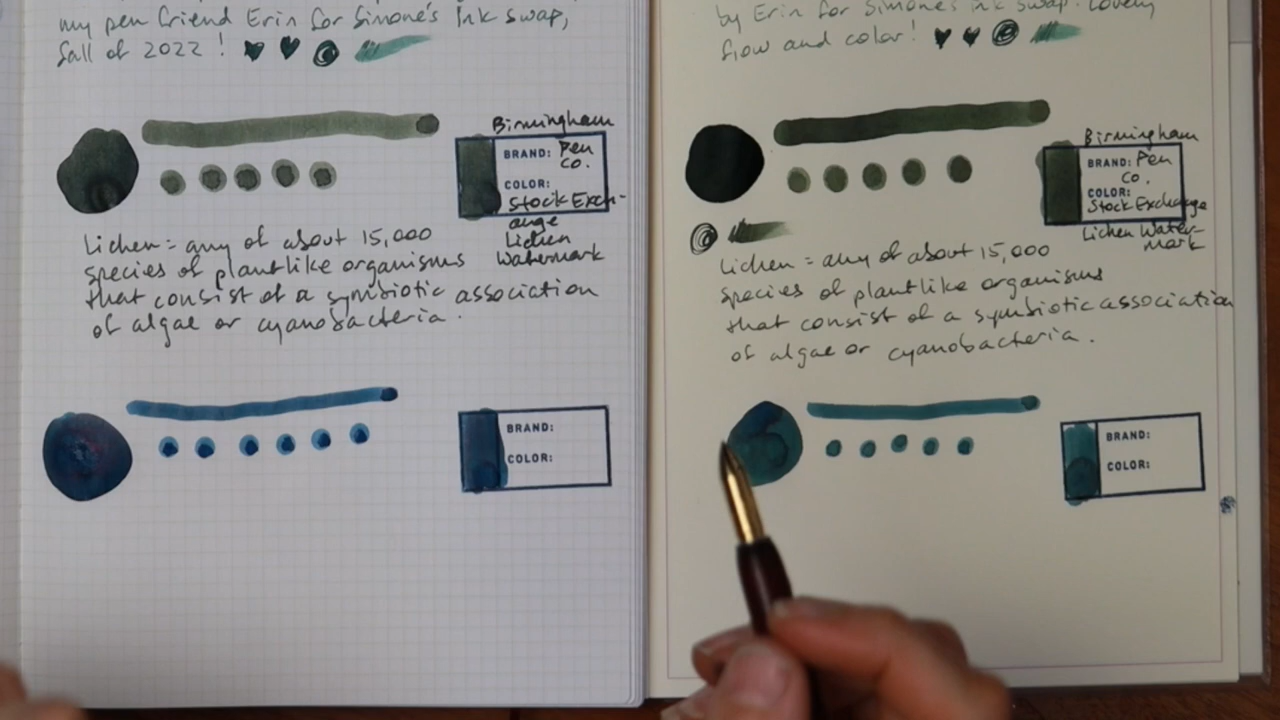 my pen friend Erin for Simone's ink swap,
fall of 2022!
Birmingham
BRAND: Pen
Co.
COLOR:
Stock Exch-
ange
Lichen
Watermark
Lichen = any of about 15,000
species of plantlike organisms
that consist of a symbiotic association
of algae or cyanobacteria.
BRAND:
COLOR:
by Erin for Simone's ink swap. Lovely
flow and color!
Birmingham
BRAND: Pen
Co.
COLOR:
Stock Exchange
Lichen Water-
mark
Lichen = any of about 15,000
species of plantlike organisms
that consist of a symbiotic association
of algae or cyanobacteria.
BRAND:
COLOR: